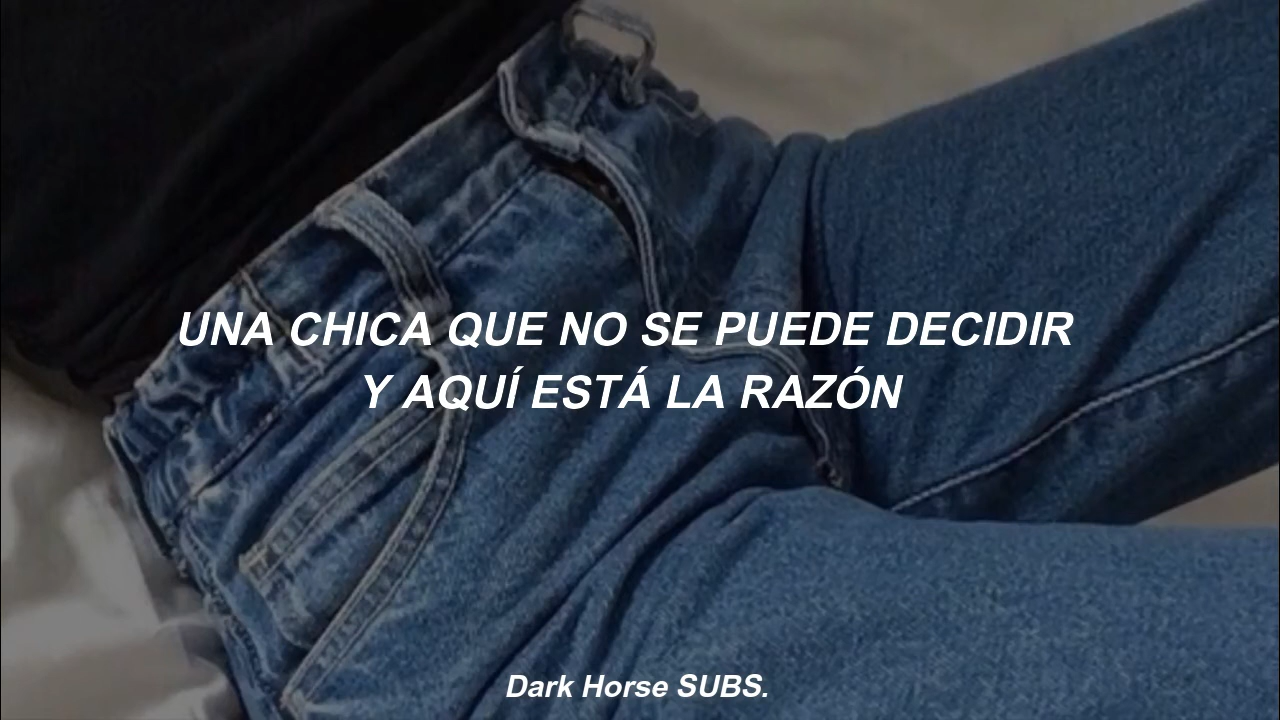 UNA CHICA QUE NO SE PUEDE DECIDIR
Y AQUÍ ESTÁ LA RAZÓN
Dark Horse SUBS.